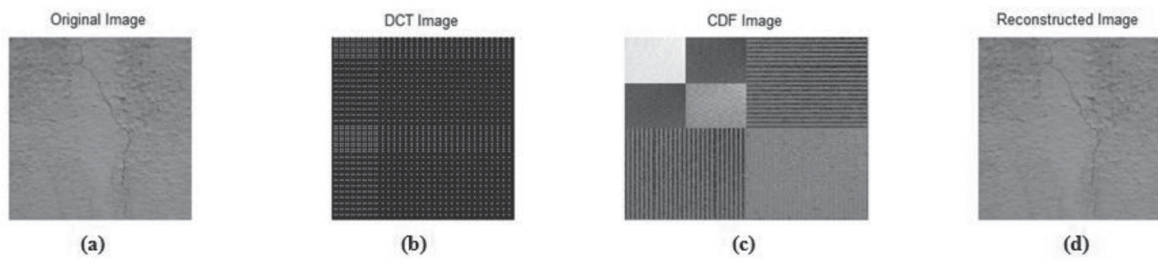 Original Image
DCT Image
CDF Image
Reconstructed Image
(a)
(b)
(c)
(d)